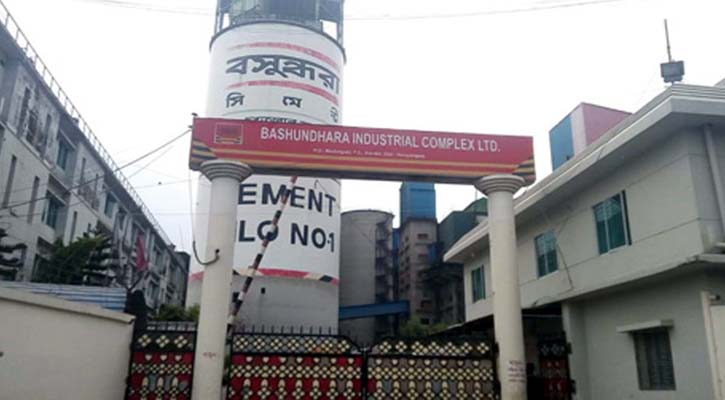 বসুন্ধরা
সি মে
BASHUNDHARA INDUSTRIAL COMPLEX LTD.
EMENT
LO NO-1